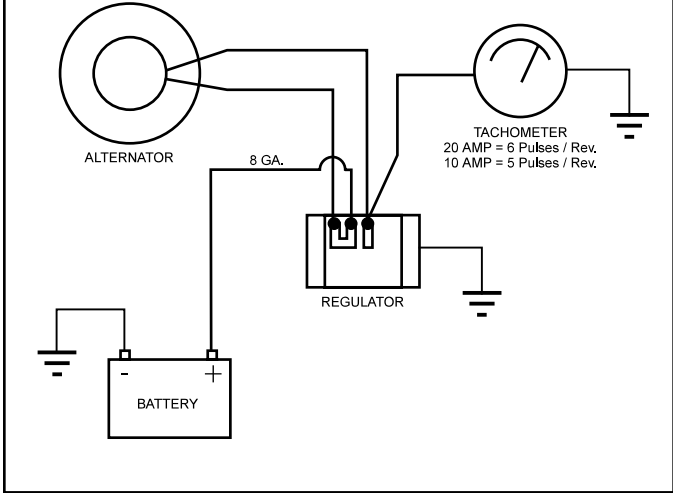 ALTERNATOR
TACHOMETER
20 AMP = 6 Pulses / Rev.
10 AMP = 5 Pulses / Rev.
8 GA.
REGULATOR
- +
BATTERY